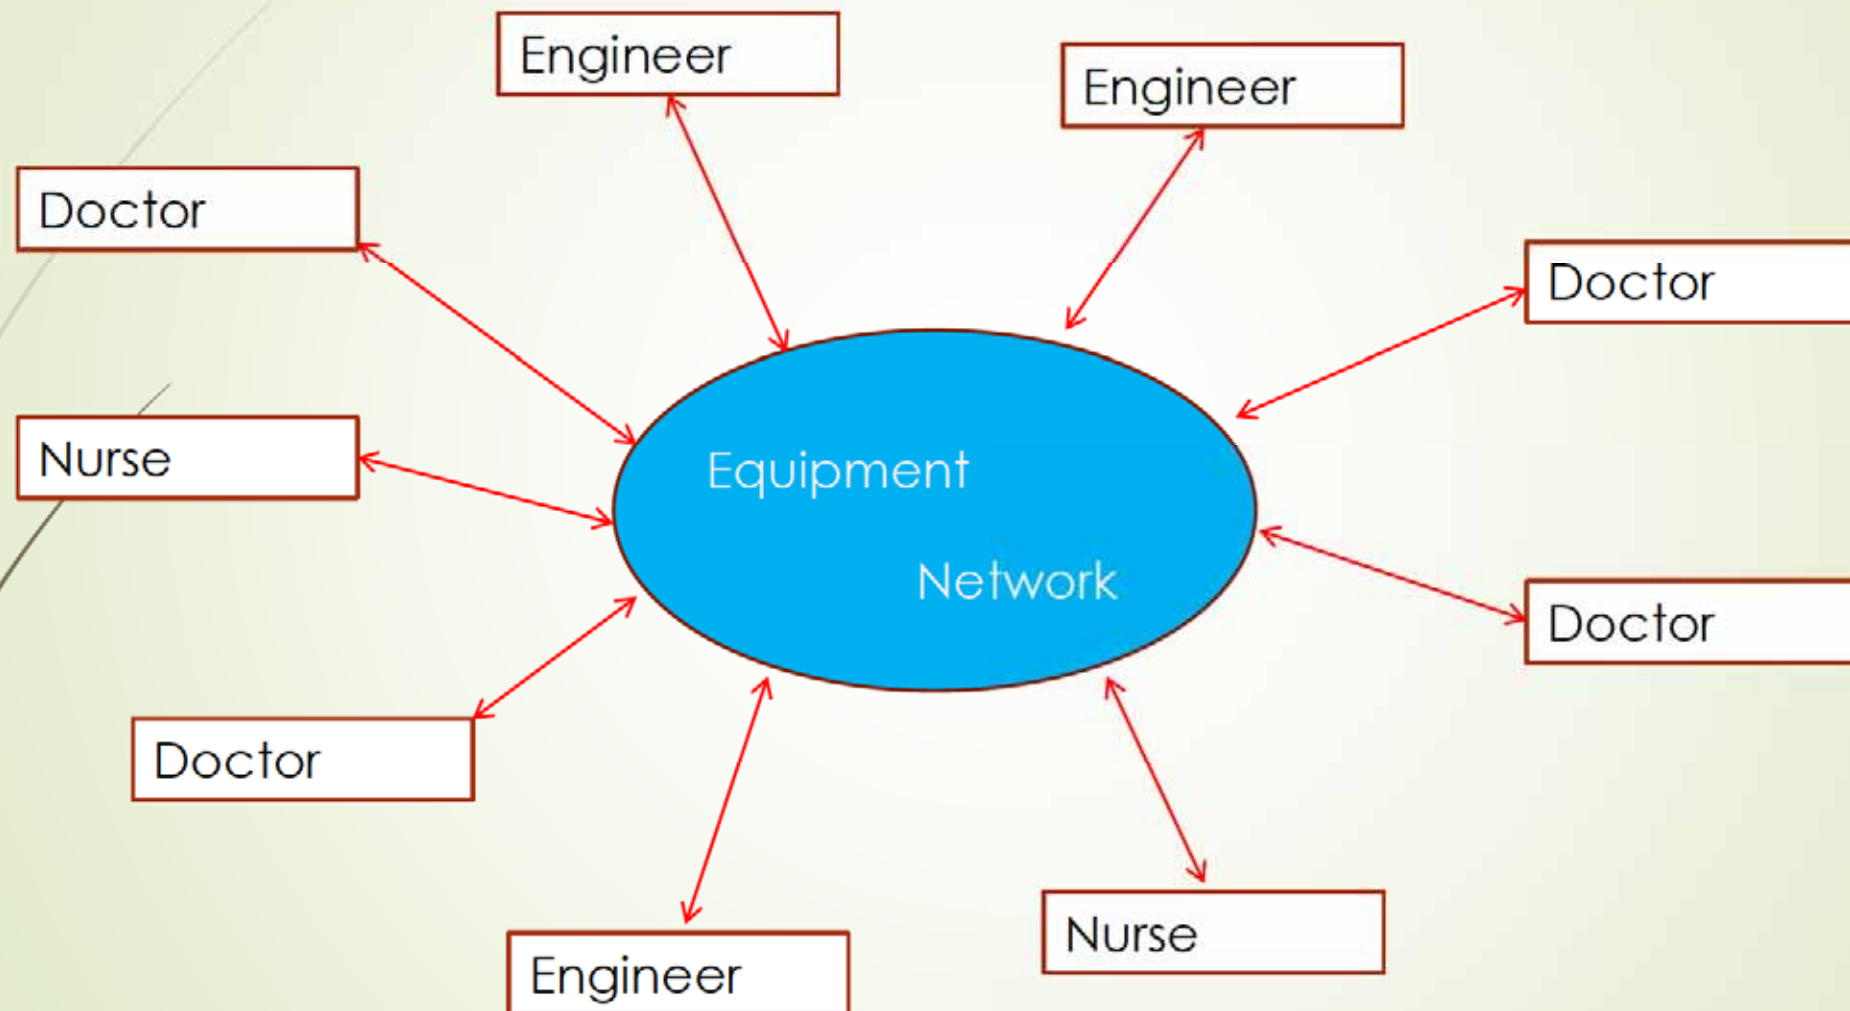 Engineer
Engineer
Doctor
Doctor
Nurse
Equipment
Network
Doctor
Doctor
Nurse
Engineer